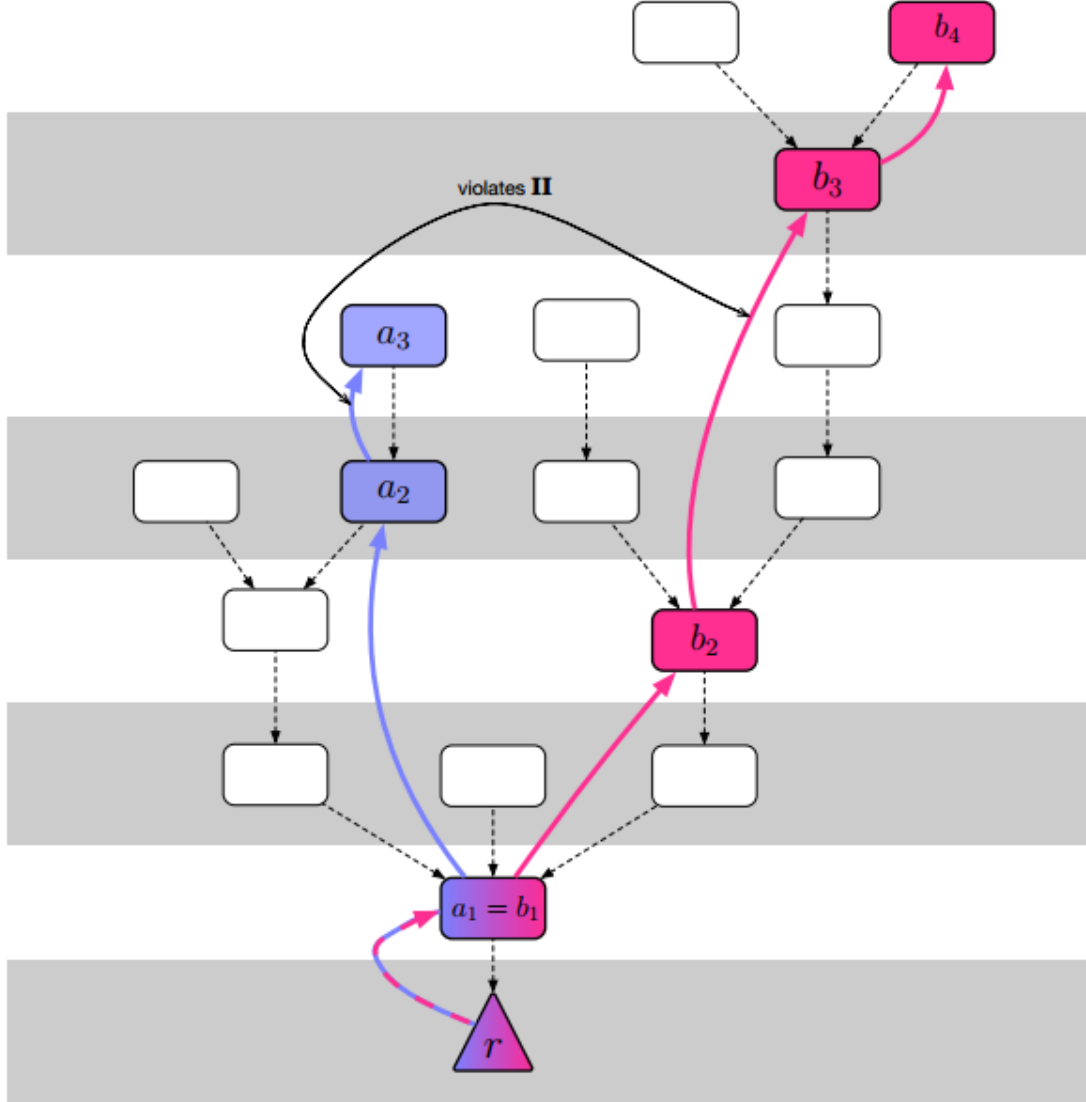 b₄
b₃
violates II
a₃
a₂
b₂
a₁ = b₁
r